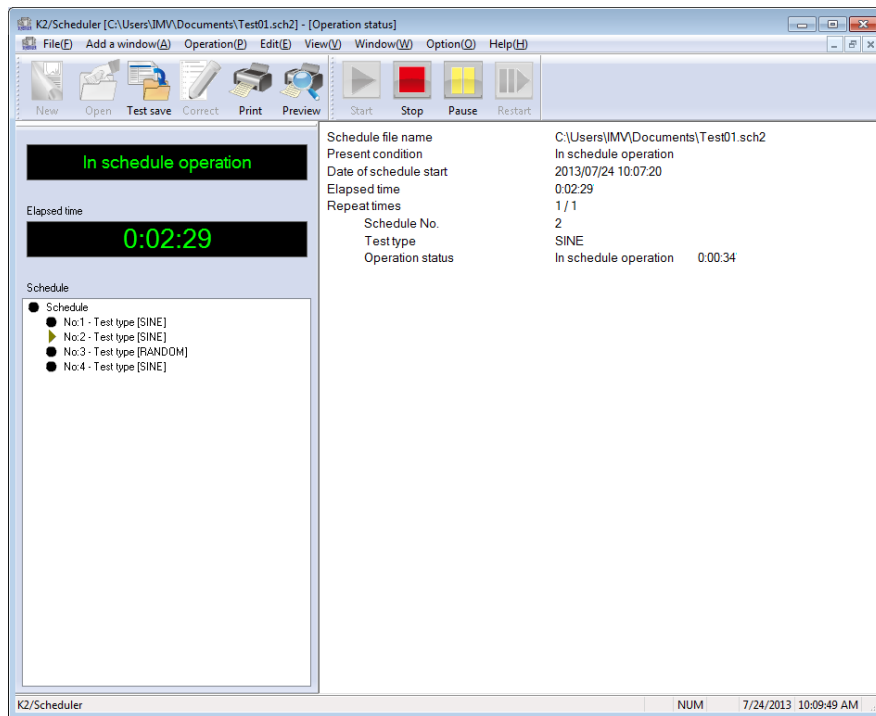 K2/Scheduler [C:\Users\IMV\Documents\Test01.sch2] - [Operation status]
File(F) Add a window(A) Operation(P) Edit(E) View(V) Window(W) Option(O) Help(H)
New Open Test save Correct Print Preview Start Stop Pause Restart
In schedule operation
Elapsed time
0:02:29
Schedule
Schedule
No:1 - Test type [SINE]
No:2 - Test type [SINE]
No:3 - Test type [RANDOM]
No:4 - Test type [SINE]
Schedule file name C:\Users\IMV\Documents\Test01.sch2
Present condition In schedule operation
Date of schedule start 2013/07/24 10:07:20
Elapsed time 0:02:29
Repeat times 1 / 1
Schedule No. 2
Test type SINE
Operation status In schedule operation 0:00:34
K2/Scheduler NUM 7/24/2013 10:09:49 AM